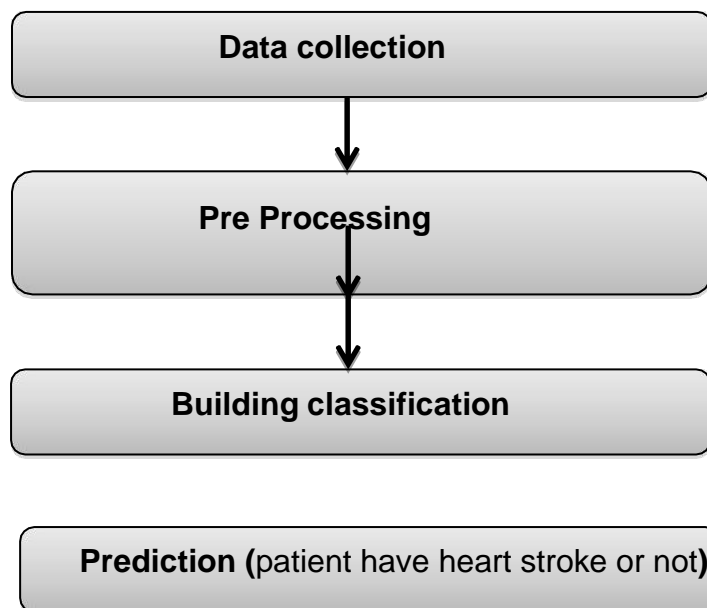 Data collection
Pre Processing
Building classification
Prediction (patient have heart stroke or not)